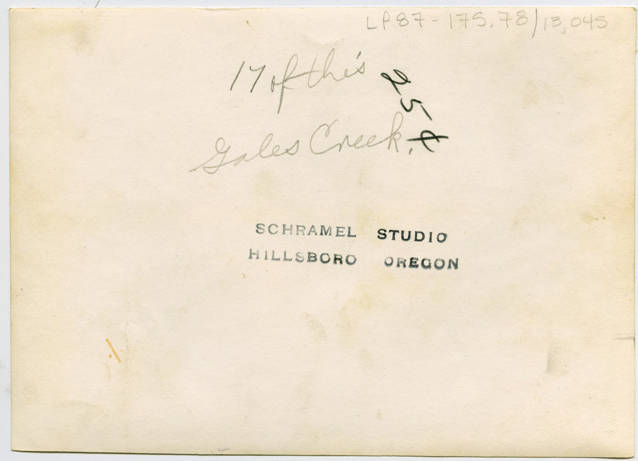 LP87-175.78/13,045
17 of this
25¢
Gales Creek.
SCHRAMEL STUDIO
HILLSBORO OREGON